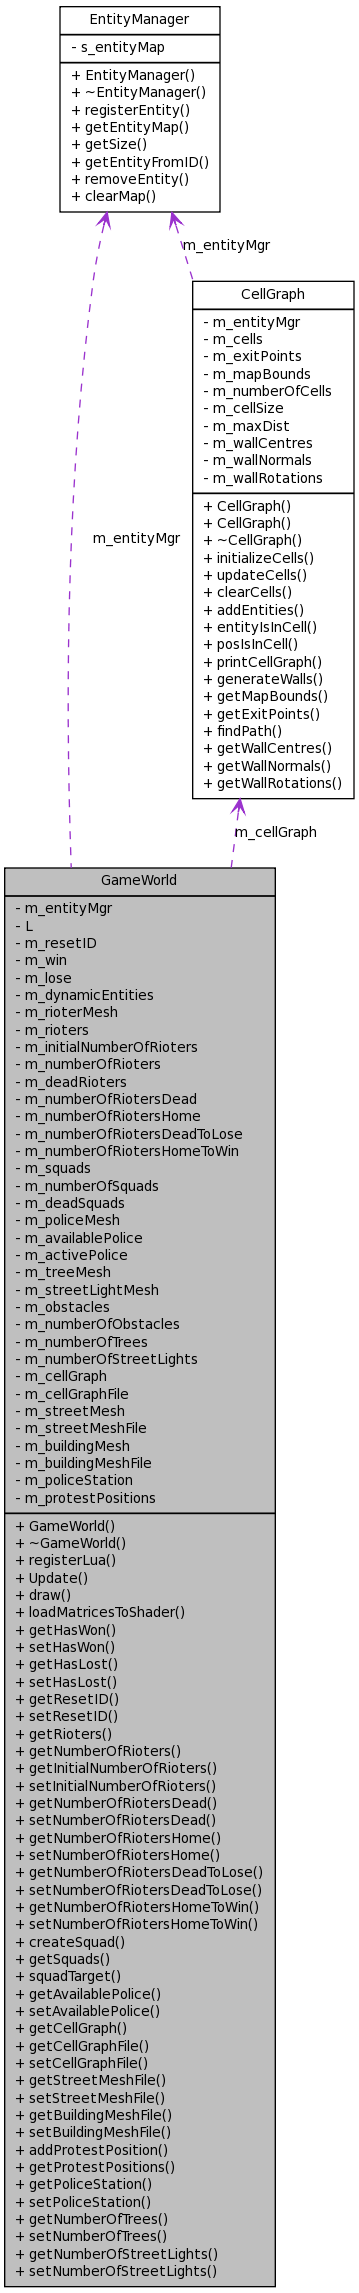 EntityManager
- s_entityMap
+ EntityManager()
+ ~EntityManager()
+ registerEntity()
+ getEntityMap()
+ getSize()
+ getEntityFromID()
+ removeEntity()
+ clearMap()
m_entityMgr
CellGraph
- m_entityMgr
- m_cells
- m_exitPoints
- m_mapBounds
- m_numberOfCells
- m_cellSize
- m_maxDist
- m_wallCentres
- m_wallNormals
- m_wallRotations
+ CellGraph()
+ CellGraph()
+ ~CellGraph()
+ initializeCells()
+ updateCells()
+ clearCells()
+ addEntities()
+ entityIsInCell()
+ posIsInCell()
+ printCellGraph()
+ generateWalls()
+ getMapBounds()
+ getExitPoints()
+ findPath()
+ getWallCentres()
+ getWallNormals()
+ getWallRotations()
m_entityMgr
m_cellGraph
GameWorld
- m_entityMgr
- L
- m_resetID
- m_win
- m_lose
- m_dynamicEntities
- m_rioterMesh
- m_rioters
- m_initialNumberOfRioters
- m_numberOfRioters
- m_deadRioters
- m_numberOfRiotersDead
- m_numberOfRiotersHome
- m_numberOfRiotersDeadToLose
- m_numberOfRiotersHomeToWin
- m_squads
- m_numberOfSquads
- m_deadSquads
- m_policeMesh
- m_availablePolice
- m_activePolice
- m_treeMesh
- m_streetLightMesh
- m_obstacles
- m_numberOfObstacles
- m_numberOfTrees
- m_numberOfStreetLights
- m_cellGraph
- m_cellGraphFile
- m_streetMesh
- m_streetMeshFile
- m_buildingMesh
- m_buildingMeshFile
- m_policeStation
- m_protestPositions
+ GameWorld()
+ ~GameWorld()
+ registerLua()
+ Update()
+ draw()
+ loadMatricesToShader()
+ getHasWon()
+ setHasWon()
+ getHasLost()
+ setHasLost()
+ getResetID()
+ setResetID()
+ getRioters()
+ getNumberOfRioters()
+ getInitialNumberOfRioters()
+ setInitialNumberOfRioters()
+ getNumberOfRiotersDead()
+ setNumberOfRiotersDead()
+ getNumberOfRiotersHome()
+ setNumberOfRiotersHome()
+ getNumberOfRiotersDeadToLose()
+ setNumberOfRiotersDeadToLose()
+ getNumberOfRiotersHomeToWin()
+ setNumberOfRiotersHomeToWin()
+ createSquad()
+ getSquads()
+ squadTarget()
+ getAvailablePolice()
+ setAvailablePolice()
+ getCellGraph()
+ getCellGraphFile()
+ setCellGraphFile()
+ getStreetMeshFile()
+ setStreetMeshFile()
+ getBuildingMeshFile()
+ setBuildingMeshFile()
+ addProtestPosition()
+ getProtestPositions()
+ getPoliceStation()
+ setPoliceStation()
+ getNumberOfTrees()
+ setNumberOfTrees()
+ getNumberOfStreetLights()
+ setNumberOfStreetLights()